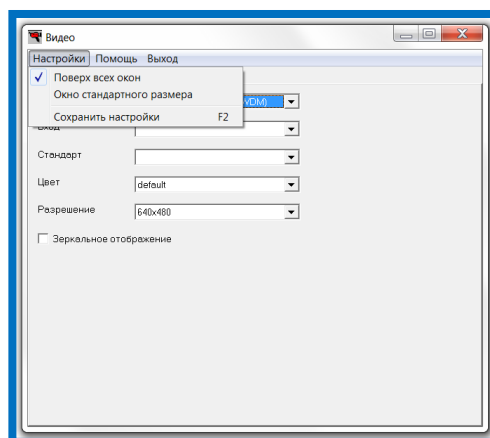 Видео
Настройки Помощь Выход
Поверх всех окон
Окно стандартного размера
Сохранить настройки F2
VDM)
Вход
Стандарт
Цвет default
Разрешение 640x480
Зеркальное отображение